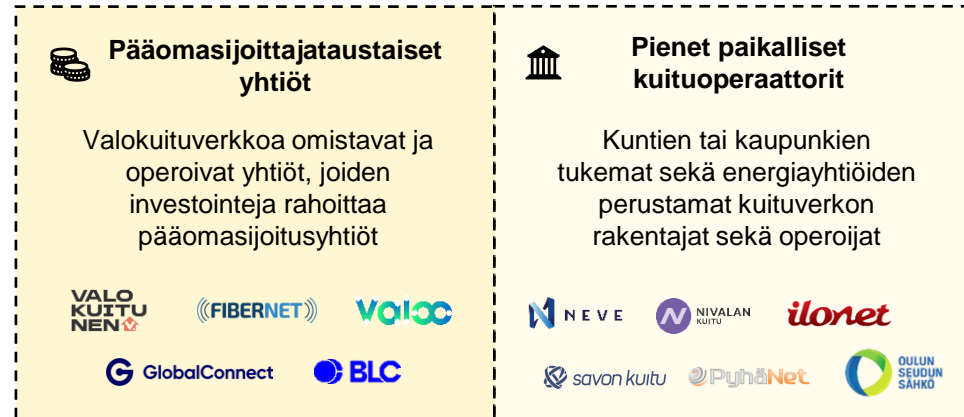 Pääomasijoittajataustaiset
yhtiöt
Valokuituverkkoa omistavat ja
operoivat yhtiöt, joiden
investointeja rahoittaa
pääomasijoitusyhtiöt
VALO
KUITU
NEN
FIBERNET
Valoo
GlobalConnect
BLC
Pienet paikalliset
kuituoperaattorit
Kuntien tai kaupunkien
tukemat sekä energiayhtiöiden
perustamat kuituverkon
rakentajat sekä operoijat
NEVE
NIVALAN
KUITU
ilonet
savon kuitu
PyhäNet
OULUN
SEUDUN
SÄHKÖ